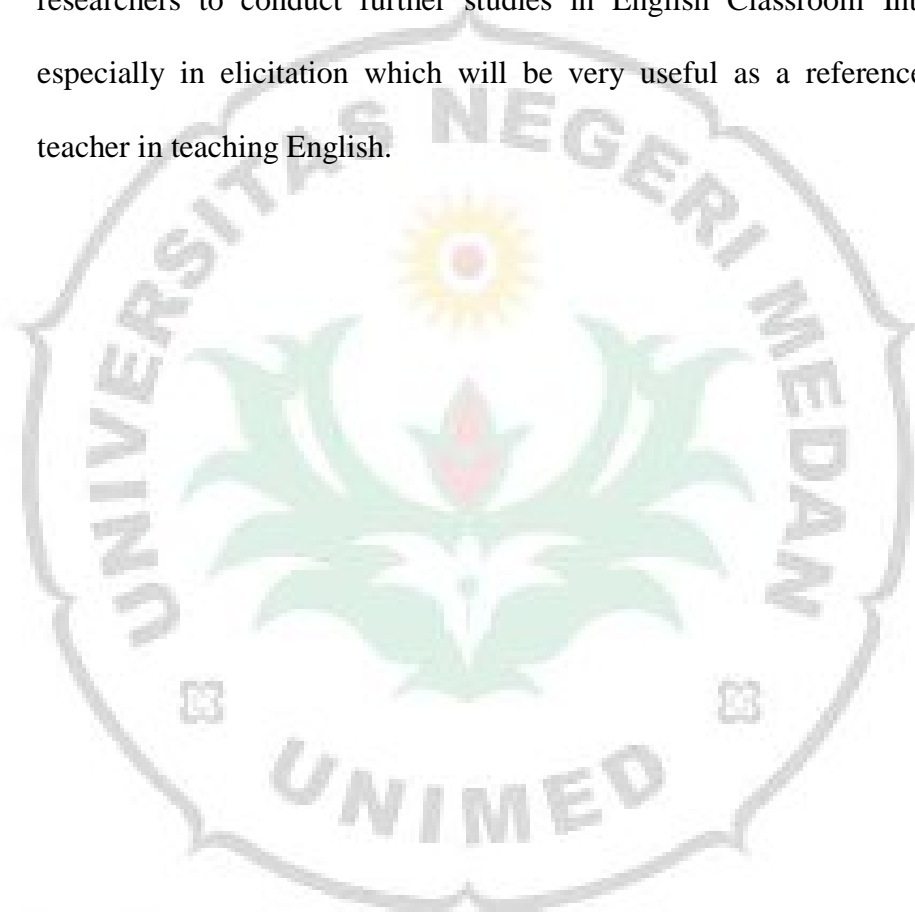 researchers to conduct further studies in English Classroom Int
especially in elicitation which will be very useful as a reference
teacher in teaching English.
UNIVERSITAS NEGERI MEDAN
UNIMED